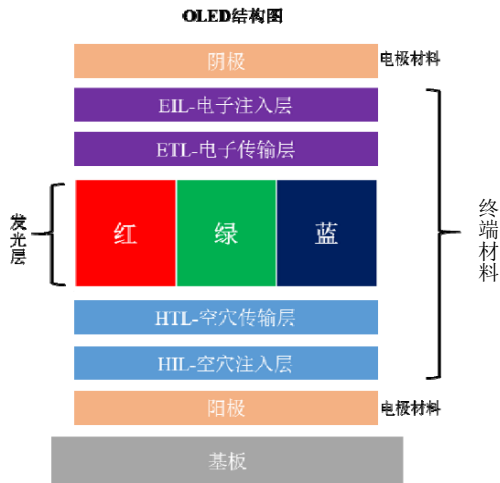 OLED结构图
阴极
电极材料
EIL-电子注入层
ETL-电子传输层
发光层
红 绿 蓝
终端材料
HTL-空穴传输层
HIL-空穴注入层
阳极
电极材料
基板